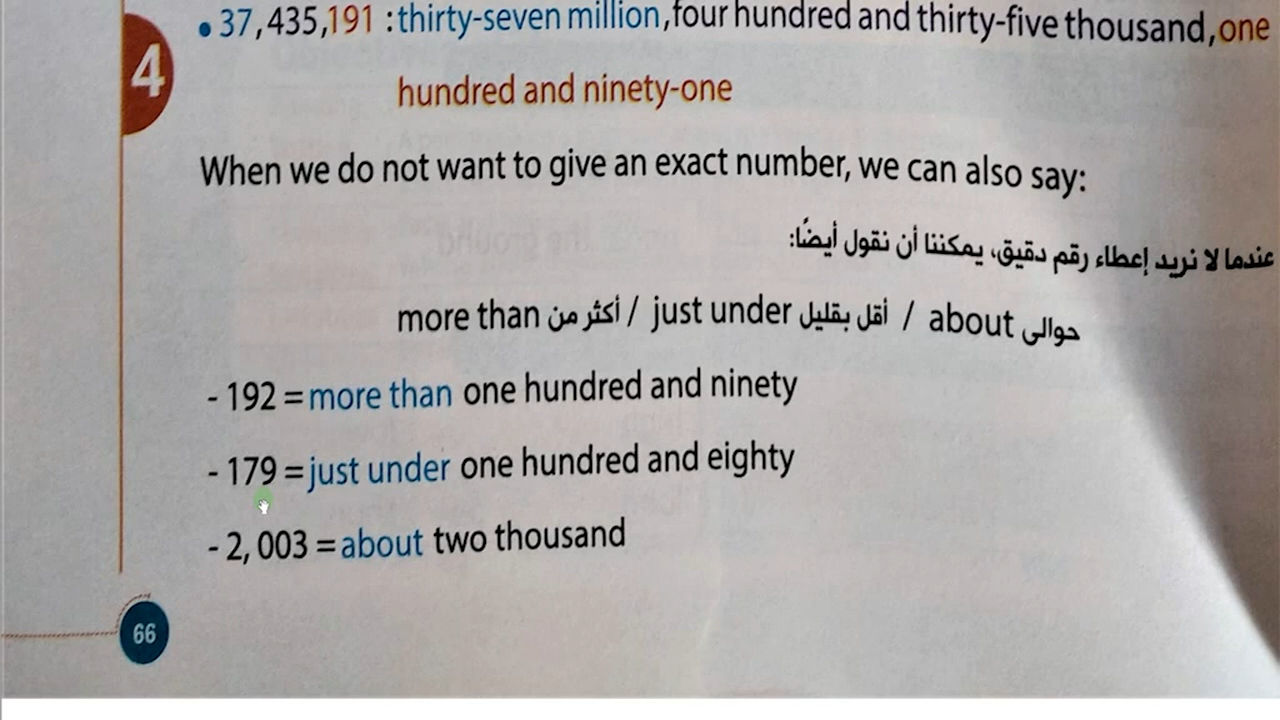 • 37,435,191 : thirty-seven million, four hundred and thirty-five thousand, one
hundred and ninety-one
4
When we do not want to give an exact number, we can also say:
عندما لا نريد إعطاء رقم دقيق، يمكننا أن نقول أيضًا:
more than أكثر من / just under أقل بقليل / about حوالى
- 192 = more than one hundred and ninety
- 179 = just under one hundred and eighty
- 2, 003 = about two thousand
66